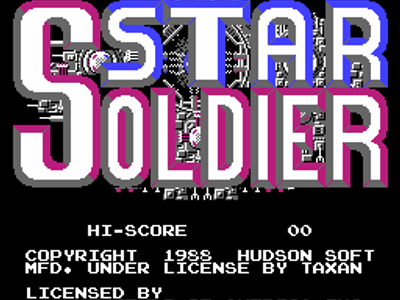 STAR
SOLDIER
HI-SCORE 00
COPYRIGHT 1988 HUDSON SOFT
MFD. UNDER LICENSE BY TAXAN
LICENSED BY